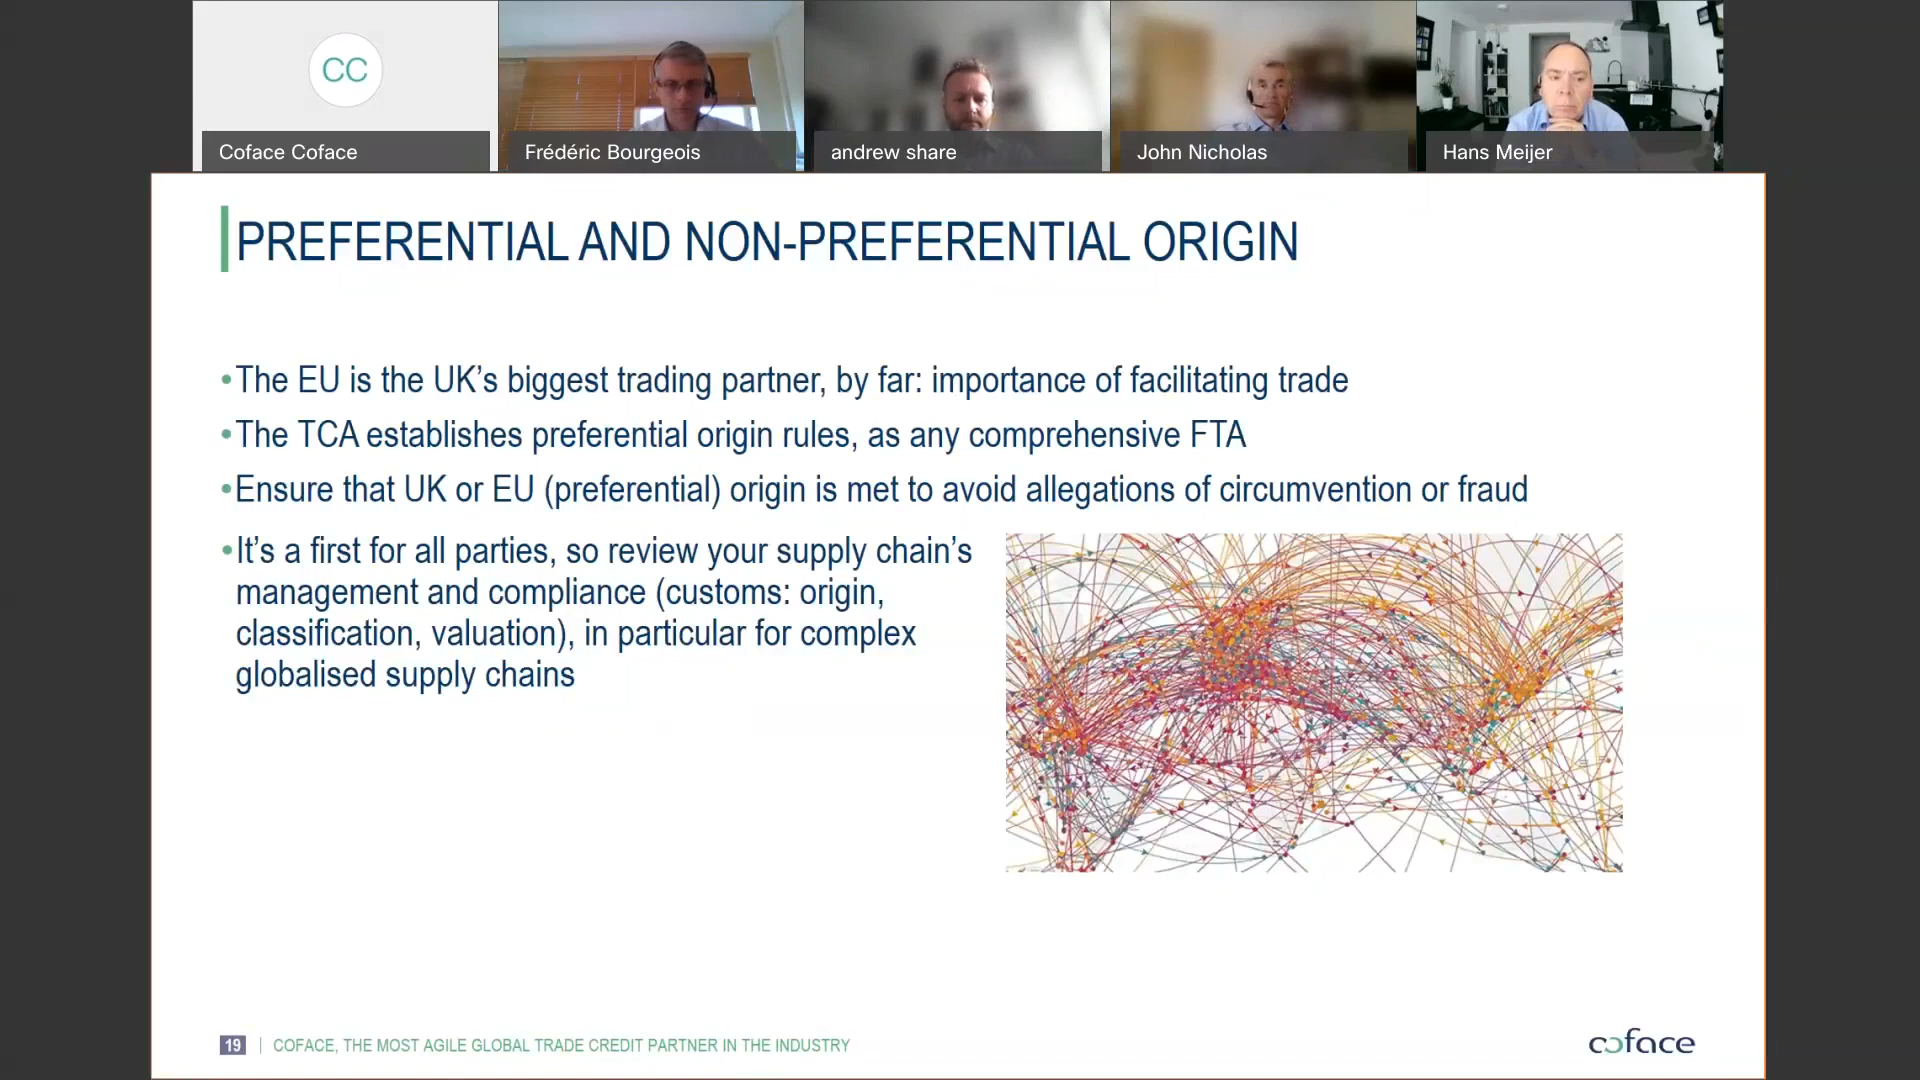 CC
Coface Coface
Frédéric Bourgeois
andrew share
John Nicholas
Hans Meijer
PREFERENTIAL AND NON-PREFERENTIAL ORIGIN
•The EU is the UK’s biggest trading partner, by far: importance of facilitating trade
•The TCA establishes preferential origin rules, as any comprehensive FTA
•Ensure that UK or EU (preferential) origin is met to avoid allegations of circumvention or fraud
•It’s a first for all parties, so review your supply chain’s
management and compliance (customs: origin,
classification, valuation), in particular for complex
globalised supply chains
19 | COFACE, THE MOST AGILE GLOBAL TRADE CREDIT PARTNER IN THE INDUSTRY
coface